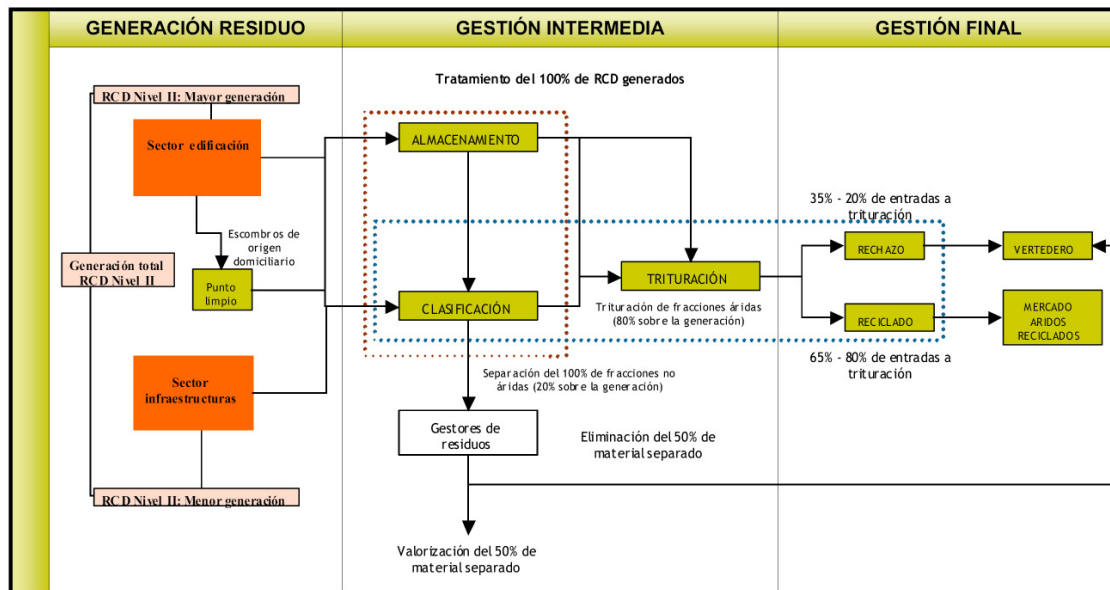 GENERACIÓN RESIDUO
GESTIÓN INTERMEDIA
GESTIÓN FINAL
Tratamiento del 100% de RCD generados
RCD Nivel II: Mayor generación
Sector edificación
ALMACENAMIENTO
Escombros de
origen
domiciliario
Generación total
RCD Nivel II
Punto
limpio
CLASIFICACIÓN
TRITURACIÓN
Trituración de fracciones áridas
(80% sobre la generación)
35% - 20% de entradas a
trituración
RECHAZO
VERTEDERO
RECICLADO
MERCADO
ARIDOS
RECICLADOS
65% - 80% de entradas a
trituración
Sector
infraestructuras
Separación del 100% de fracciones no
áridas (20% sobre la generación)
Gestores de
residuos
Eliminación del 50% de
material separado
RCD Nivel II: Menor generación
Valorización del 50% de
material separado